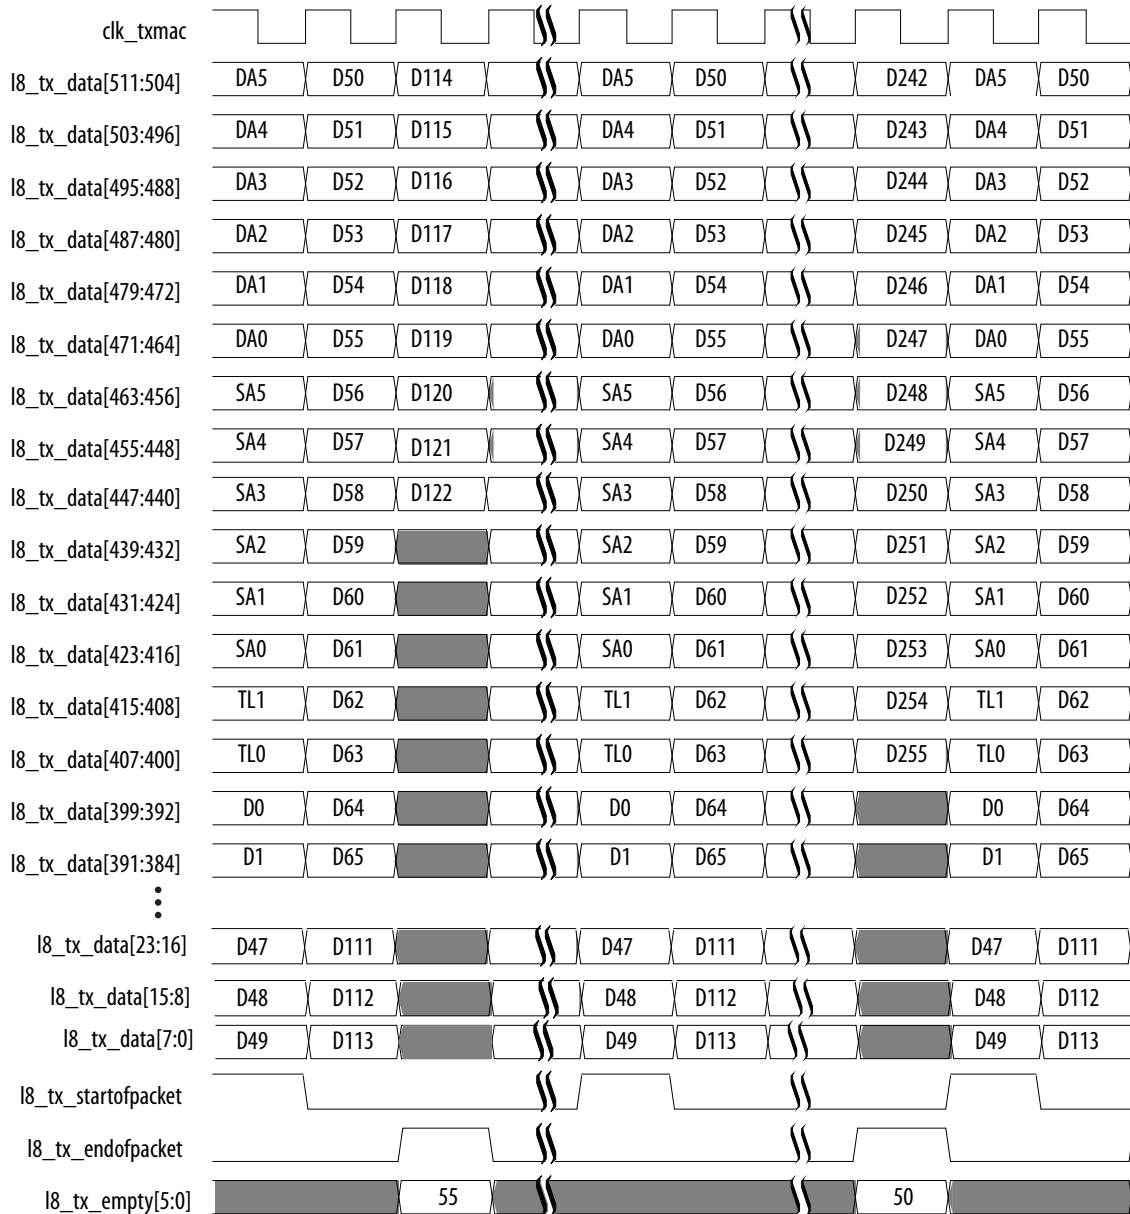 clk_txmac
l8_tx_data[511:504] DA5 D50 D114 DA5 D50 D242 DA5 D50
l8_tx_data[503:496] DA4 D51 D115 DA4 D51 D243 DA4 D51
l8_tx_data[495:488] DA3 D52 D116 DA3 D52 D244 DA3 D52
l8_tx_data[487:480] DA2 D53 D117 DA2 D53 D245 DA2 D53
l8_tx_data[479:472] DA1 D54 D118 DA1 D54 D246 DA1 D54
l8_tx_data[471:464] DA0 D55 D119 DA0 D55 D247 DA0 D55
l8_tx_data[463:456] SA5 D56 D120 SA5 D56 D248 SA5 D56
l8_tx_data[455:448] SA4 D57 D121 SA4 D57 D249 SA4 D57
l8_tx_data[447:440] SA3 D58 D122 SA3 D58 D250 SA3 D58
l8_tx_data[439:432] SA2 D59 SA2 D59 D251 SA2 D59
l8_tx_data[431:424] SA1 D60 SA1 D60 D252 SA1 D60
l8_tx_data[423:416] SA0 D61 SA0 D61 D253 SA0 D61
l8_tx_data[415:408] TL1 D62 TL1 D62 D254 TL1 D62
l8_tx_data[407:400] TL0 D63 TL0 D63 D255 TL0 D63
l8_tx_data[399:392] D0 D64 D0 D64 D0 D64
l8_tx_data[391:384] D1 D65 D1 D65 D1 D65
l8_tx_data[23:16] D47 D111 D47 D111 D47 D111
l8_tx_data[15:8] D48 D112 D48 D112 D48 D112
l8_tx_data[7:0] D49 D113 D49 D113 D49 D113
l8_tx_startofpacket
l8_tx_endofpacket
l8_tx_empty[5:0] 55 50